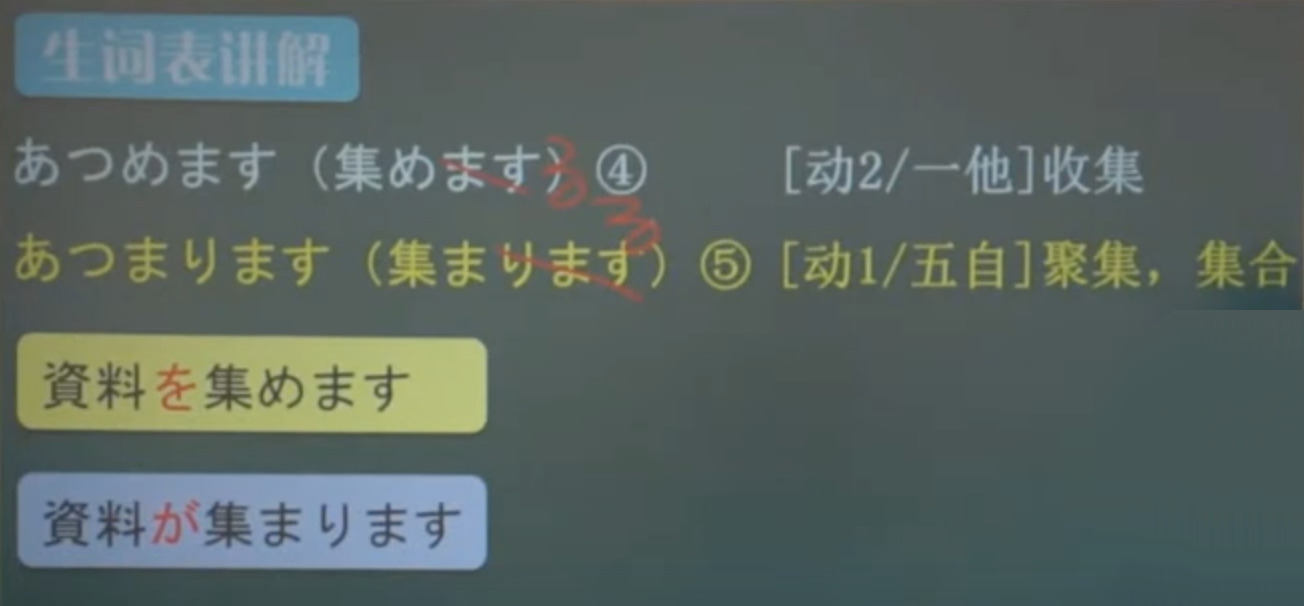 生词表讲解
あつめます（集めます）④ [动2/一他]收集
る
る
あつまります（集まります）⑤ [动1/五自]聚集，集合
資料を集めます
資料が集まります